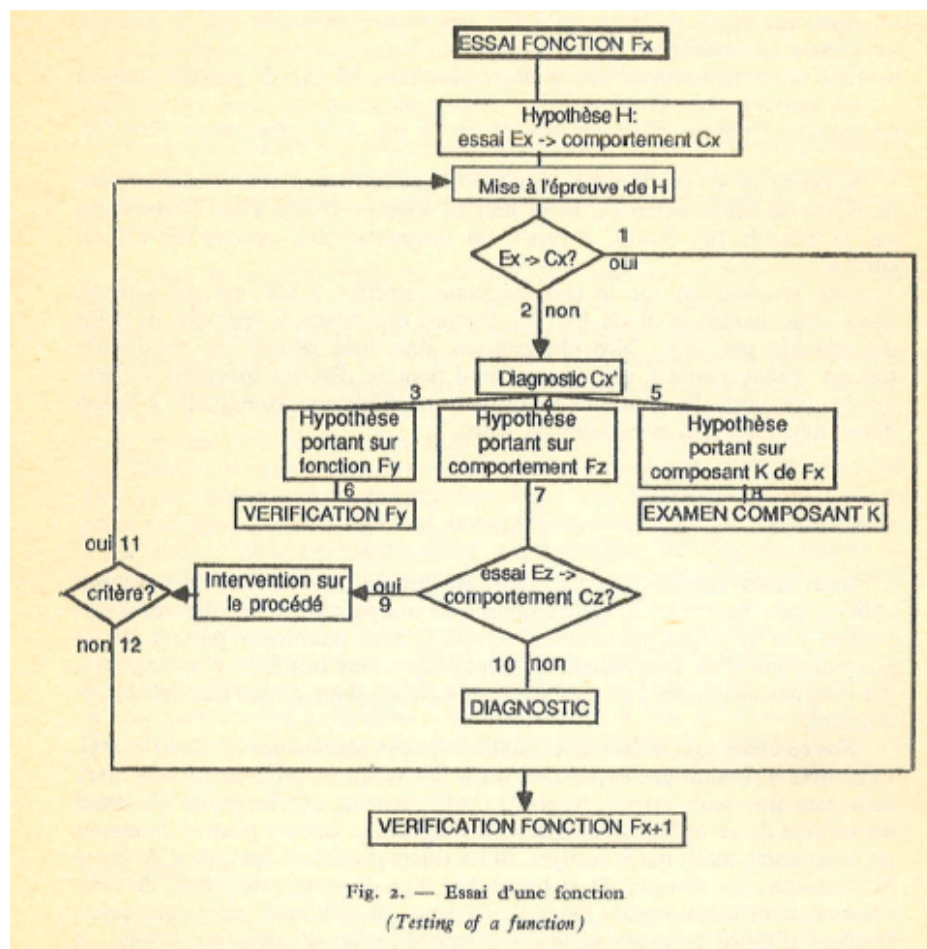 ESSAI FONCTION Fx
Hypothèse H:
essai Ex -> comportement Cx
Mise à l'épreuve de H
1
Ex -> Cx?
oui
2 non
Diagnostic Cx'
3
4
5
Hypothèse
portant sur
fonction Fy
Hypothèse
portant sur
comportement Fz
Hypothèse
portant sur
composant K de Fx
6
7
8
VERIFICATION Fy
EXAMEN COMPOSANT K
oui 11
critère?
non 12
Intervention sur
le procédé
oui
9
essai Ez ->
comportement Cz?
10 non
DIAGNOSTIC
VERIFICATION FONCTION Fx+1
Fig. 2. — Essai d'une fonction
(Testing of a function)